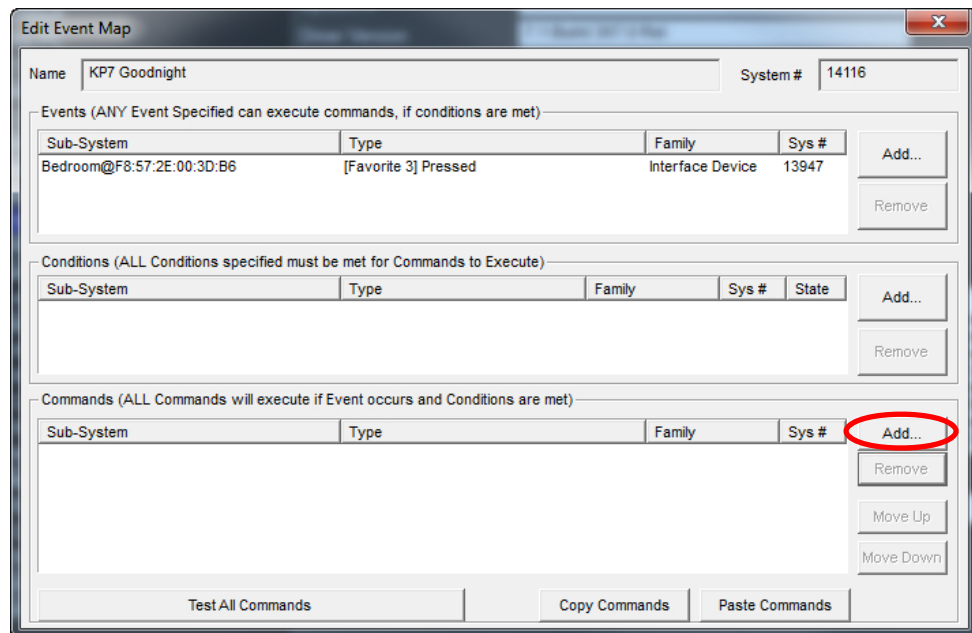 Edit Event Map
Name KP7 Goodnight System # 14116
Events (ANY Event Specified can execute commands, if conditions are met)
Sub-System Type Family Sys # Add...
Bedroom@F8:57:2E:00:3D:B6 [Favorite 3] Pressed Interface Device 13947
Remove
Conditions (ALL Conditions specified must be met for Commands to Execute)
Sub-System Type Family Sys # State Add...
Remove
Commands (ALL Commands will execute if Event occurs and Conditions are met)
Sub-System Type Family Sys # Add...
Remove
Move Up
Move Down
Test All Commands Copy Commands Paste Commands